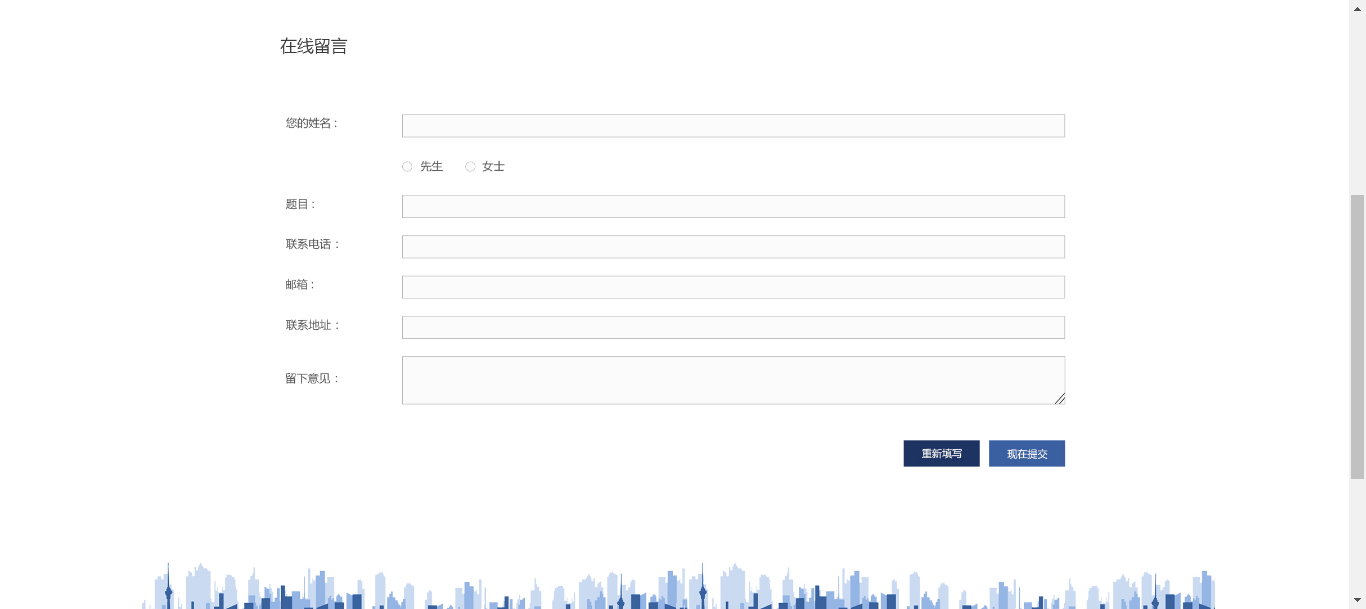 在线留言
您的姓名：
先生 女士
题目：
联系电话：
邮箱：
联系地址：
留下意见：
重新填写 现在提交